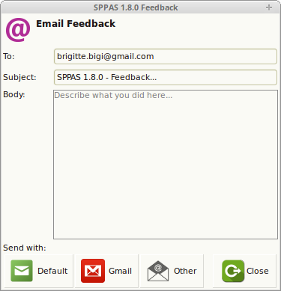 SPPAS 1.8.0 Feedback
@ Email Feedback
To: brigitte.bigi@gmail.com
Subject: SPPAS 1.8.0 - Feedback...
Body: Describe what you did here...
Send with:
Default Gmail Other Close